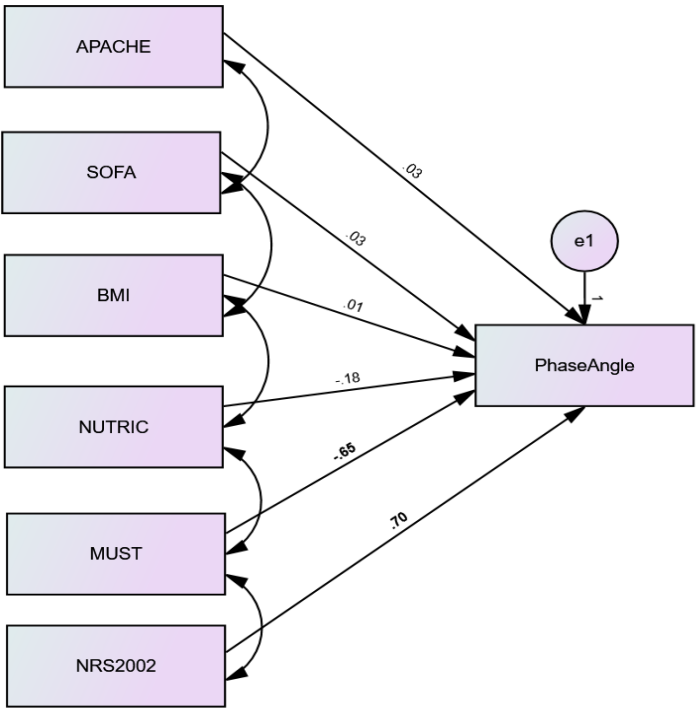 APACHE
SOFA
BMI
NUTRIC
MUST
NRS2002
.03
.03
.01
-.18
-.65
.70
e1
1
PhaseAngle